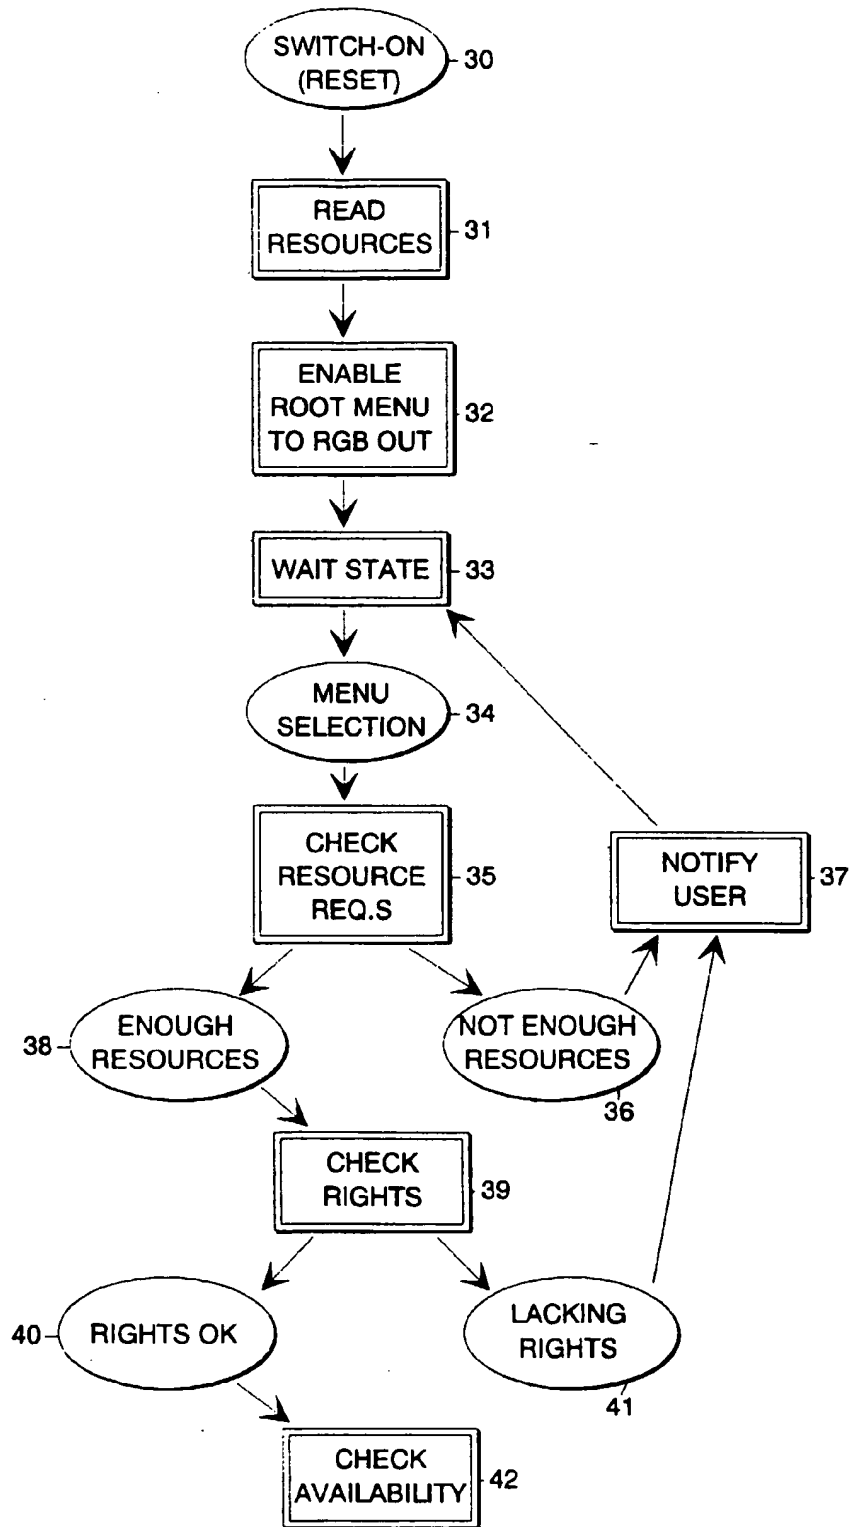 SWITCH-ON
(RESET)
30
READ
RESOURCES
31
ENABLE
ROOT MENU
TO RGB OUT
32
WAIT STATE
33
MENU
SELECTION
34
CHECK
RESOURCE
REQ.S
35
NOTIFY
USER
37
38
ENOUGH
RESOURCES
NOT ENOUGH
RESOURCES
36
CHECK
RIGHTS
39
40
RIGHTS OK
LACKING
RIGHTS
41
CHECK
AVAILABILITY
42